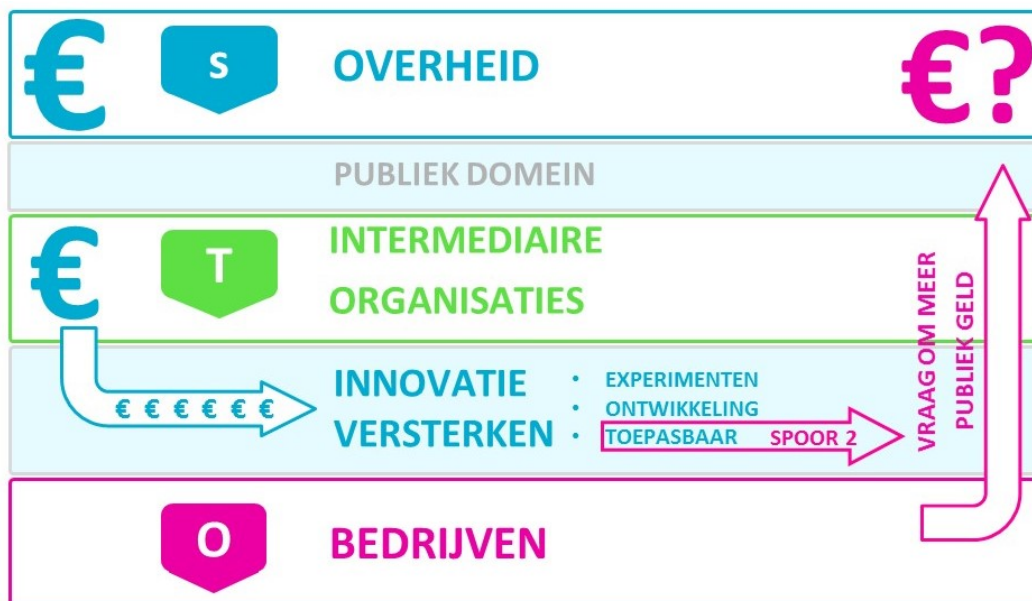 € S OVERHEID €?
PUBLIEK DOMEIN
€ T INTERMEDIAIRE
ORGANISATIES
€ € € € € €
INNOVATIE
VERSTERKEN
• EXPERIMENTEN
• ONTWIKKELING
• TOEPASBAAR SPOOR 2
VRAAG OM MEER
PUBLIEK GELD
O BEDRIJVEN